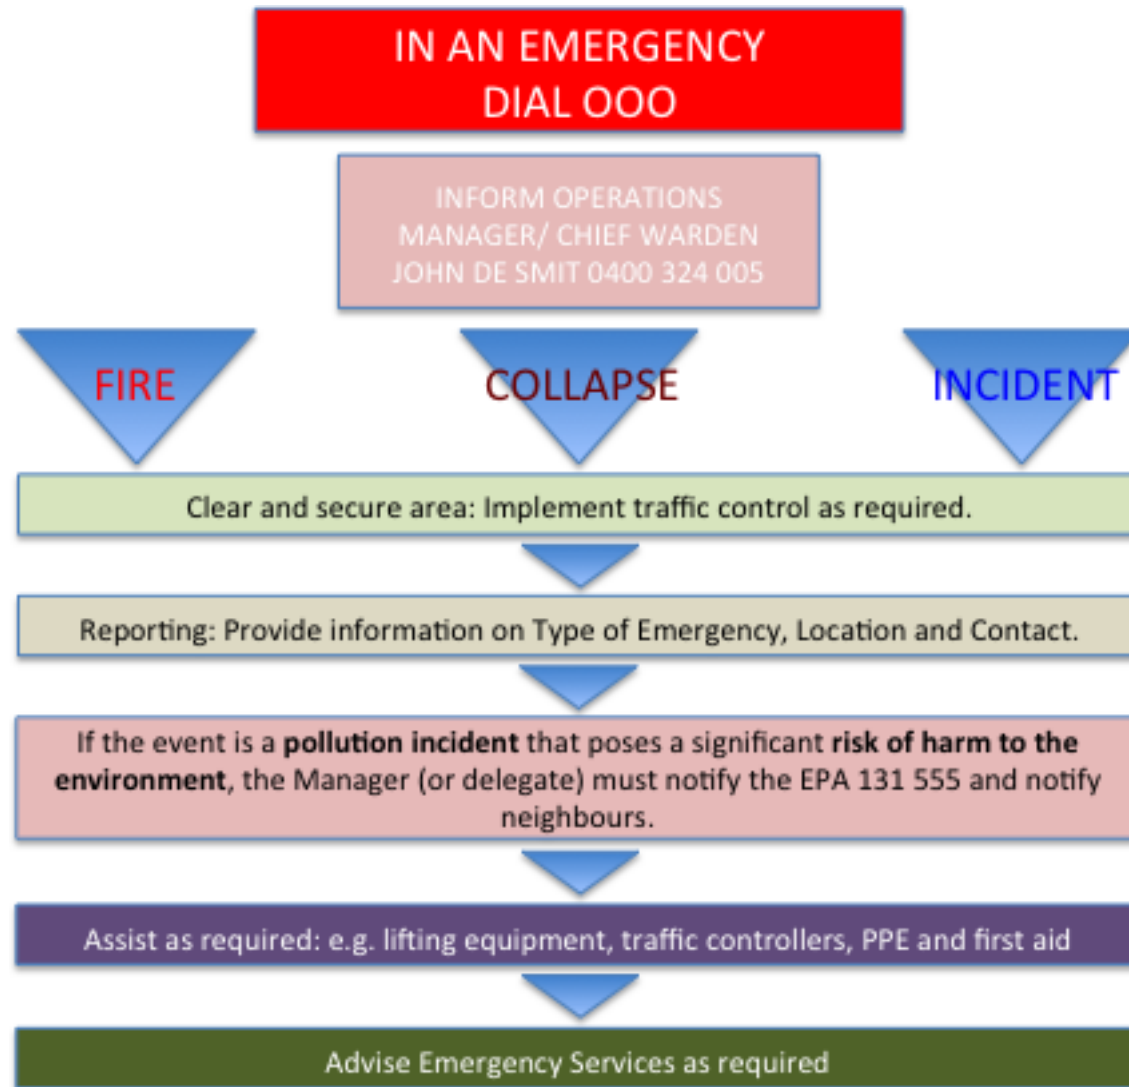 IN AN EMERGENCY
DIAL OOO
INFORM OPERATIONS
MANAGER/ CHIEF WARDEN
JOHN DE SMIT 0400 324 005
FIRE
COLLAPSE
INCIDENT
Clear and secure area: Implement traffic control as required.
Reporting: Provide information on Type of Emergency, Location and Contact.
If the event is a pollution incident that poses a significant risk of harm to the
environment, the Manager (or delegate) must notify the EPA 131 555 and notify
neighbours.
Assist as required: e.g. lifting equipment, traffic controllers, PPE and first aid
Advise Emergency Services as required